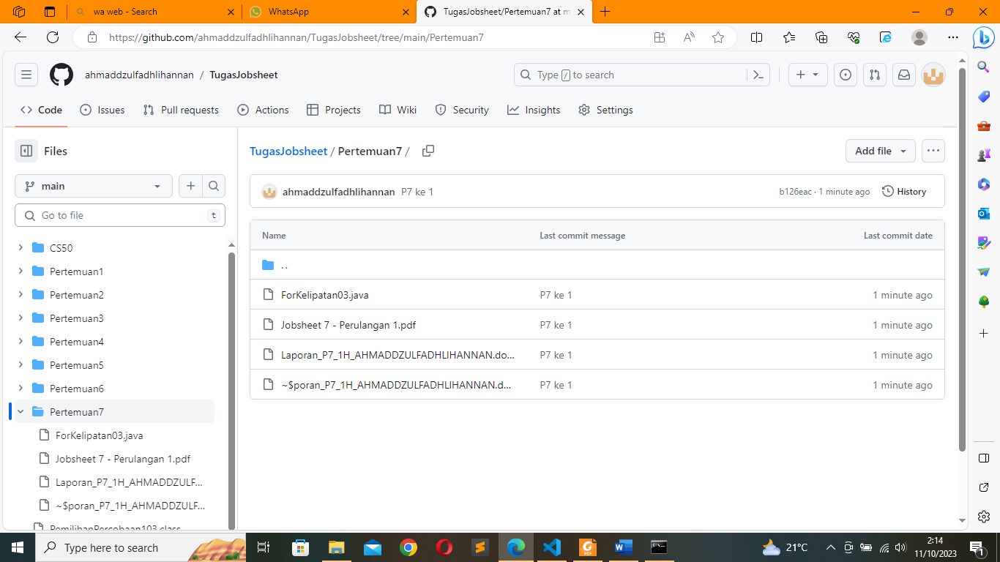 wa web - Search
WhatsApp
TugasJobsheet/Pertemuan7 at m
https://github.com/ahmaddzulfadhlihannan/TugasJobsheet/tree/main/Pertemuan7
ahmaddzulfadhlihannan / TugasJobsheet
Type / to search
Code
Issues
Pull requests
Actions
Projects
Wiki
Security
Insights
Settings
Files
main
Go to file
t
CS50
Pertemuan1
Pertemuan2
Pertemuan3
Pertemuan4
Pertemuan5
Pertemuan6
Pertemuan7
ForKelipatan03.java
Jobsheet 7 - Perulangan 1.pdf
Laporan_P7_1H_AHMADDZULF...
~$poran_P7_1H_AHMADDZULF...
PemilihanPercobaan103.class
TugasJobsheet / Pertemuan7 /
Add file
ahmaddzulfadhlihannan P7 ke 1
b126eac · 1 minute ago
History
Name Last commit message Last commit date
..
ForKelipatan03.java P7 ke 1 1 minute ago
Jobsheet 7 - Perulangan 1.pdf P7 ke 1 1 minute ago
Laporan_P7_1H_AHMADDZULFADHLIHANNAN.do... P7 ke 1 1 minute ago
~$poran_P7_1H_AHMADDZULFADHLIHANNAN.d... P7 ke 1 1 minute ago
Type here to search
PDF
21°C
2:14
11/10/2023
1